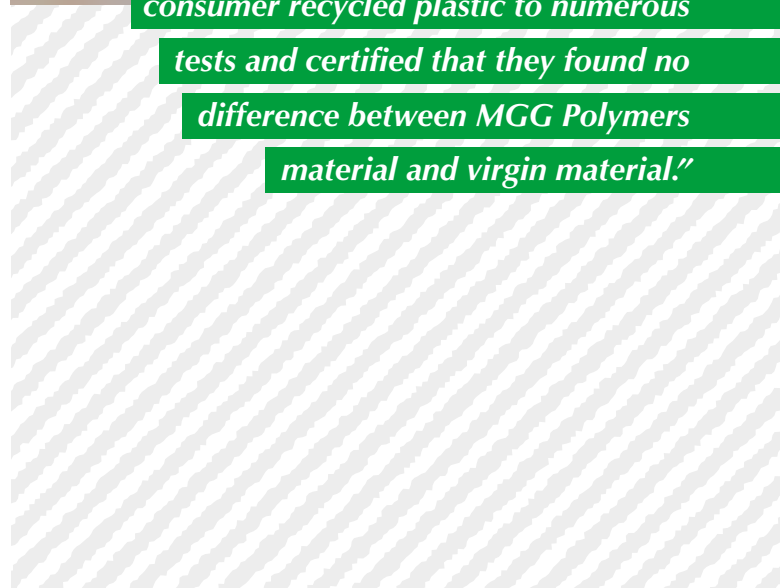 consumer recycled plastic to numerous
tests and certified that they found no
difference between MGG Polymers
material and virgin material.”